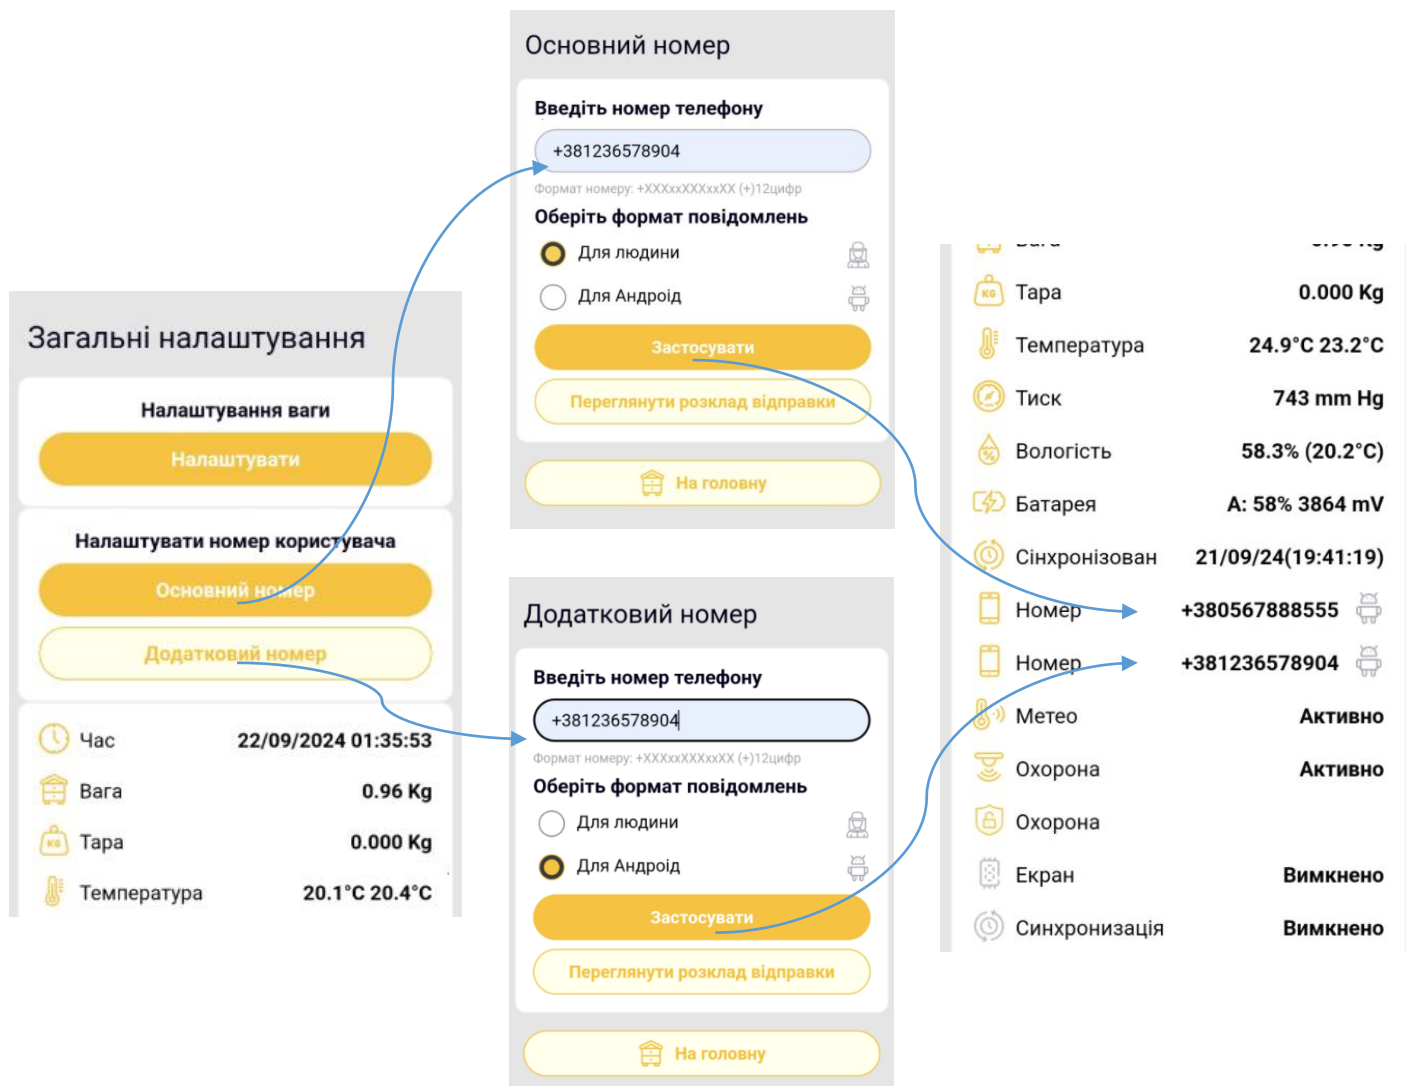 Загальні налаштування
Налаштування ваги
Налаштувати
Налаштувати номер користувача
Основний номер
Додатковий номер
Час 22/09/2024 01:35:53
Вага 0.96 Kg
KG Тара 0.000 Kg
Температура 20.1°C 20.4°C
Основний номер
Введіть номер телефону
+381236578904
Формат номеру: +XXXxxXXXxxXX (+)12цифр
Оберіть формат повідомлень
Для людини
Для Андроід
Застосувати
Переглянути розклад відправки
На головну
Додатковий номер
Введіть номер телефону
+381236578904
Формат номеру: +XXXxxXXXxxXX (+)12цифр
Оберіть формат повідомлень
Для людини
Для Андроід
Застосувати
Переглянути розклад відправки
На головну
KG Тара 0.000 Kg
Температура 24.9°C 23.2°C
Тиск 743 mm Hg
% Вологість 58.3% (20.2°C)
Батарея A: 58% 3864 mV
Сінхронізован 21/09/24(19:41:19)
Номер +380567888555
Номер +381236578904
Метео Активно
Охорона Активно
Охорона
Екран Вимкнено
Синхронизація Вимкнено